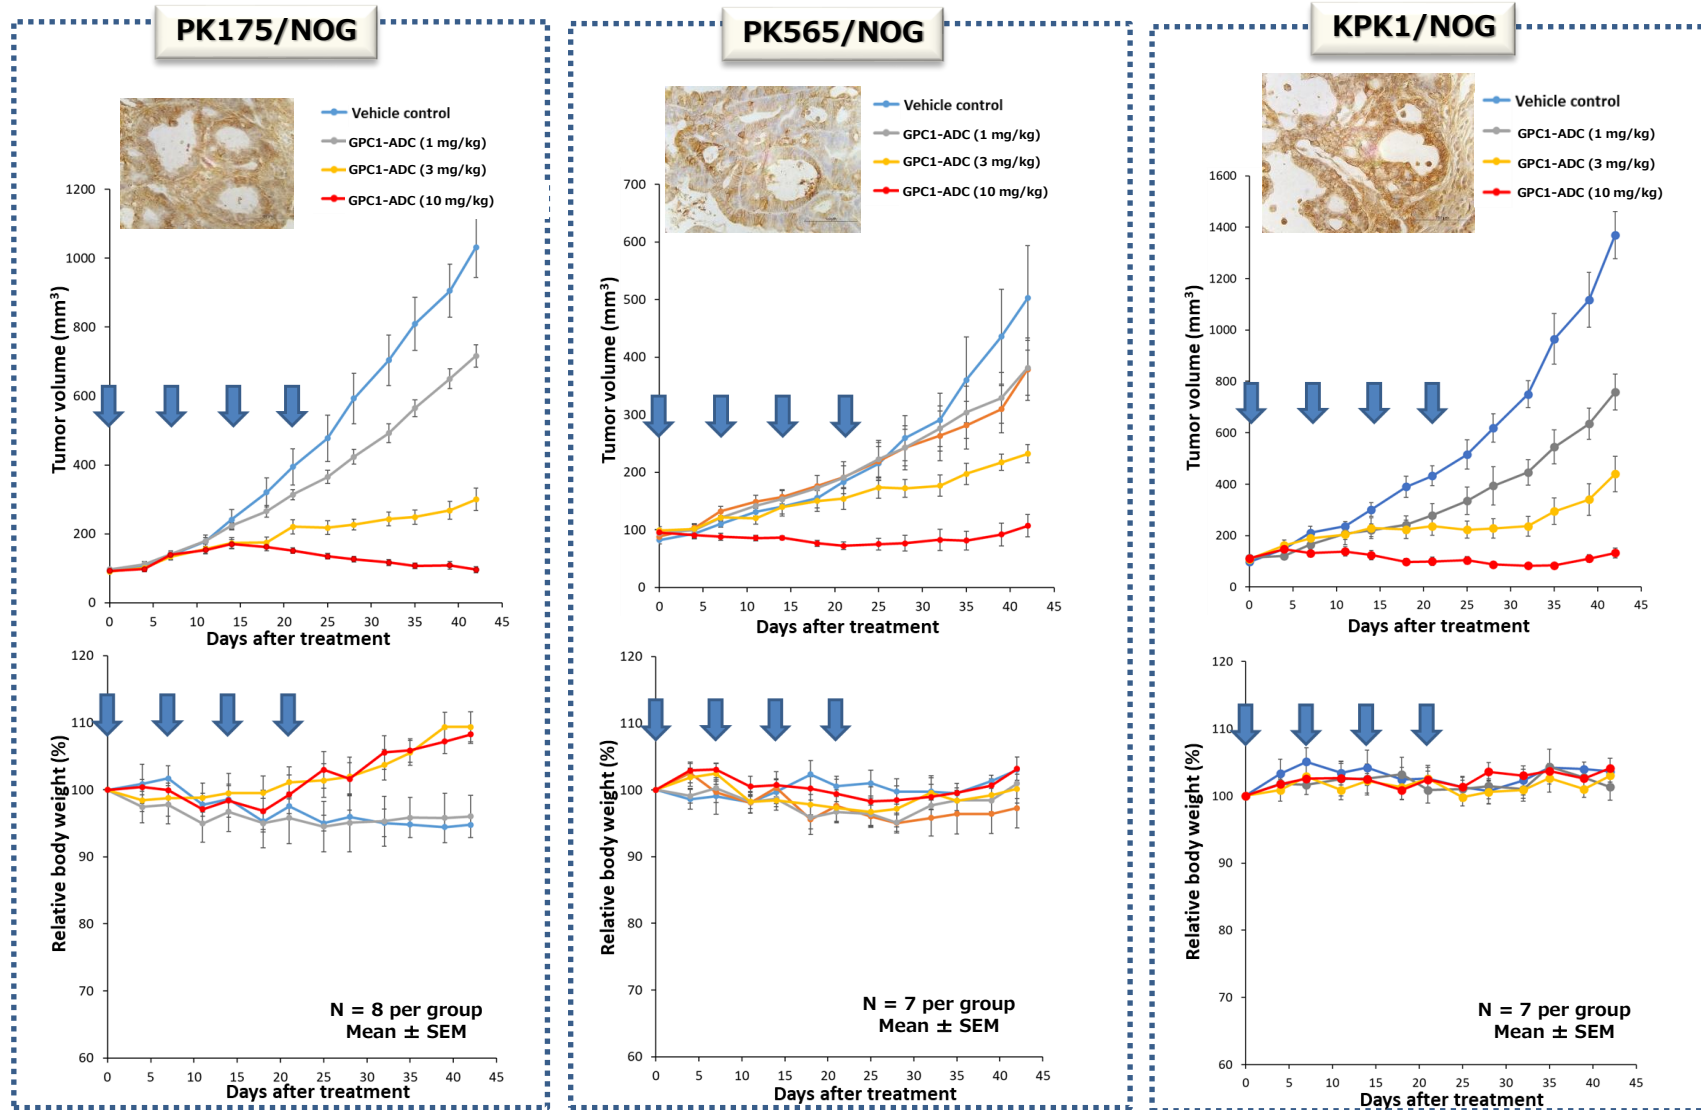 PK175/NOG
Vehicle control
GPC1-ADC (1 mg/kg)
GPC1-ADC (3 mg/kg)
GPC1-ADC (10 mg/kg)
Tumor volume (mm³)
1200
1000
800
600
400
200
0
0 5 10 15 20 25 30 35 40 45
Days after treatment
Relative body weight (%)
120
110
100
90
80
70
60
N = 8 per group
Mean ± SEM
0 5 10 15 20 25 30 35 40 45
Days after treatment
PK565/NOG
Vehicle control
GPC1-ADC (1 mg/kg)
GPC1-ADC (3 mg/kg)
GPC1-ADC (10 mg/kg)
Tumor volume (mm³)
700
600
500
400
300
200
100
0
0 5 10 15 20 25 30 35 40 45
Days after treatment
Relative body weight (%)
120
110
100
90
80
70
60
N = 7 per group
Mean ± SEM
0 5 10 15 20 25 30 35 40 45
Days after treatment
KPK1/NOG
Vehicle control
GPC1-ADC (1 mg/kg)
GPC1-ADC (3 mg/kg)
GPC1-ADC (10 mg/kg)
Tumor volume (mm³)
1600
1400
1200
1000
800
600
400
200
0
0 5 10 15 20 25 30 35 40 45
Days after treatment
Relative body weight (%)
120
110
100
90
80
70
60
N = 7 per group
Mean ± SEM
0 5 10 15 20 25 30 35 40 45
Days after treatment